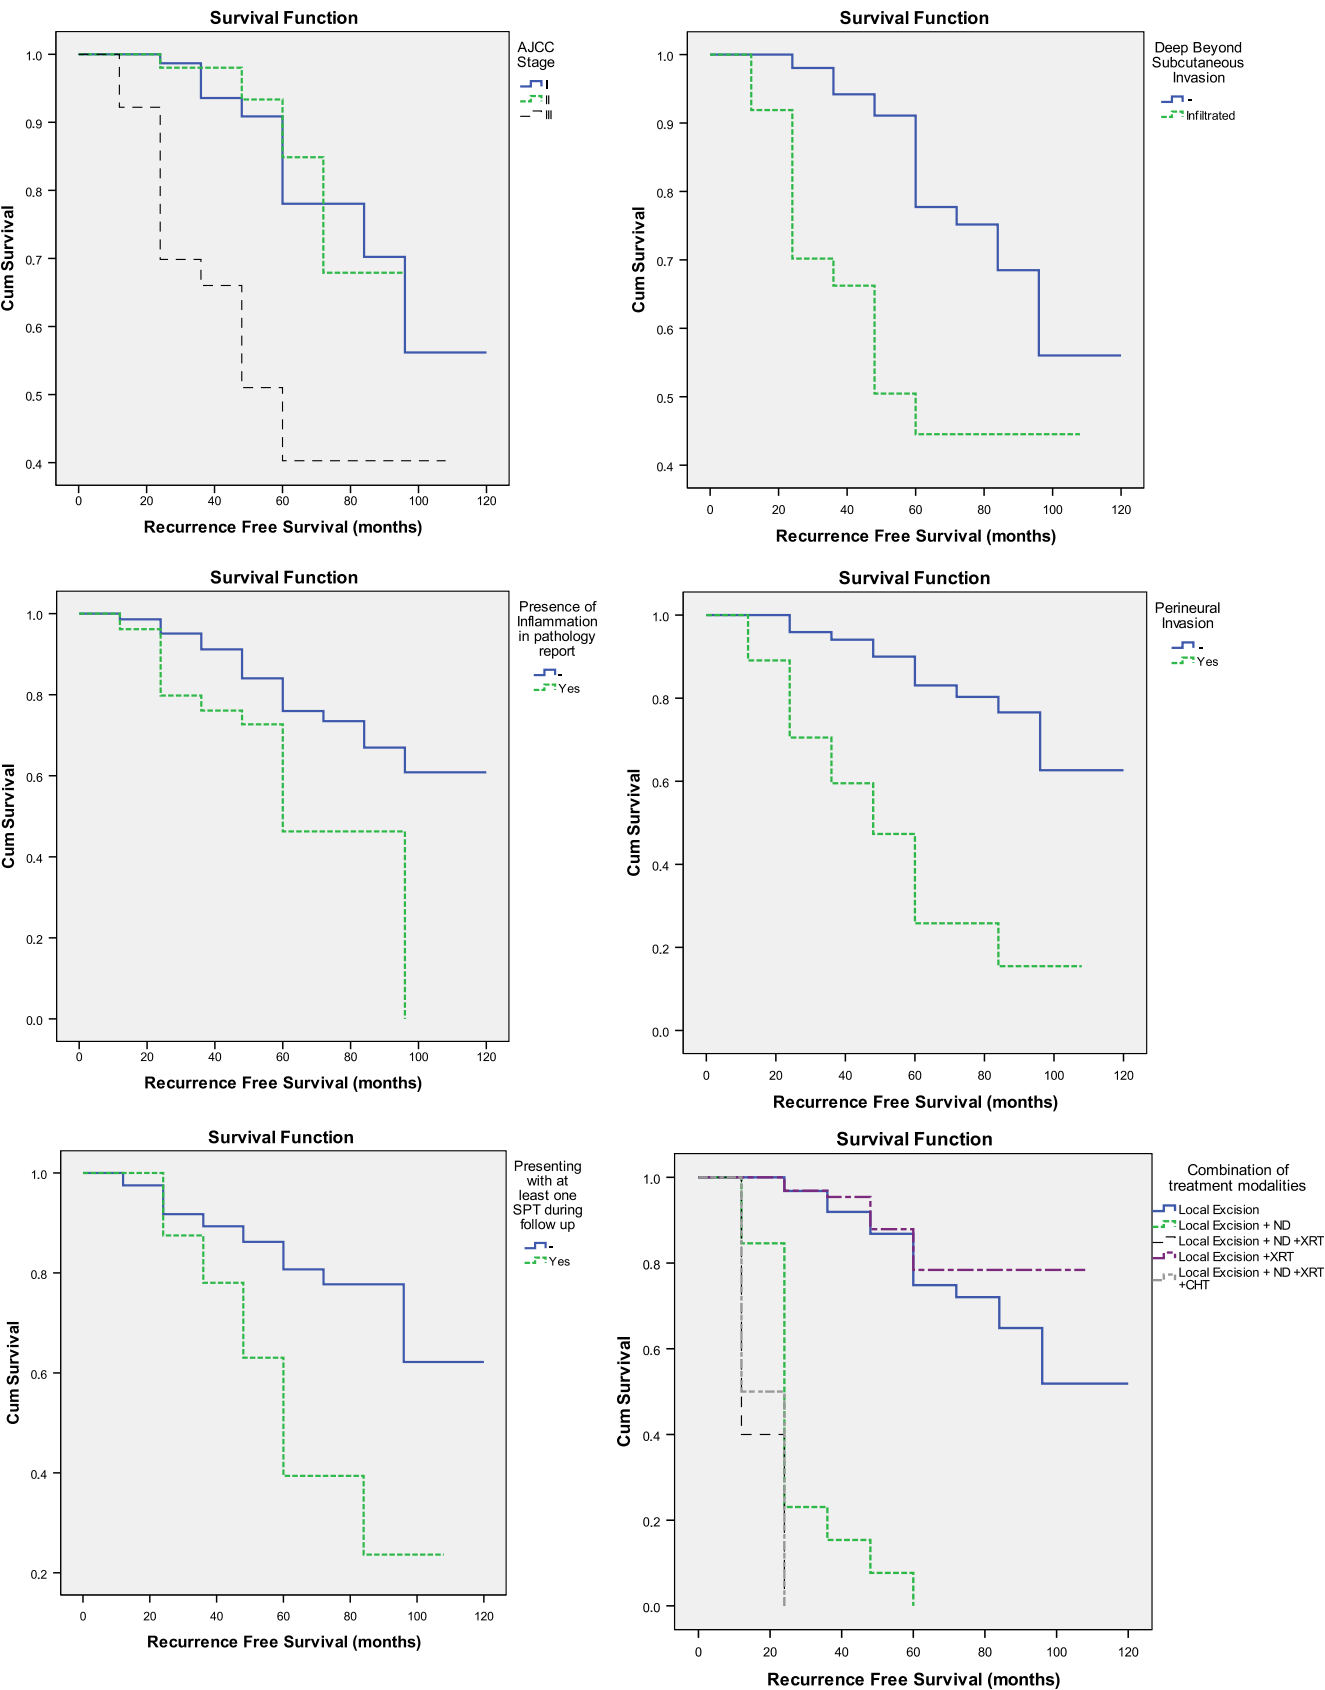 Survival Function
1.0
0.9
0.8
0.7
0.6
0.5
0.4
Cum Survival
0 20 40 60 80 100 120
Recurrence Free Survival (months)
AJCC
Stage
I
II
III
Survival Function
1.0
0.9
0.8
0.7
0.6
0.5
0.4
Cum Survival
0 20 40 60 80 100 120
Recurrence Free Survival (months)
Deep Beyond
Subcutaneous
Invasion
-
Infiltrated
Survival Function
1.0
0.8
0.6
0.4
0.2
0.0
Cum Survival
0 20 40 60 80 100 120
Recurrence Free Survival (months)
Presence of
Inflammation
in pathology
report
-
Yes
Survival Function
1.0
0.8
0.6
0.4
0.2
0.0
Cum Survival
0 20 40 60 80 100 120
Recurrence Free Survival (months)
Perineural
Invasion
-
Yes
Survival Function
1.0
0.8
0.6
0.4
0.2
Cum Survival
0 20 40 60 80 100 120
Recurrence Free Survival (months)
Presenting
with at
least one
SPT during
follow up
-
Yes
Survival Function
1.0
0.8
0.6
0.4
0.2
0.0
Cum Survival
0 20 40 60 80 100 120
Recurrence Free Survival (months)
Combination of
treatment modalities
Local Excision
Local Excision + ND
Local Excision + ND +XRT
Local Excision +XRT
Local Excision + ND +XRT
+CHT